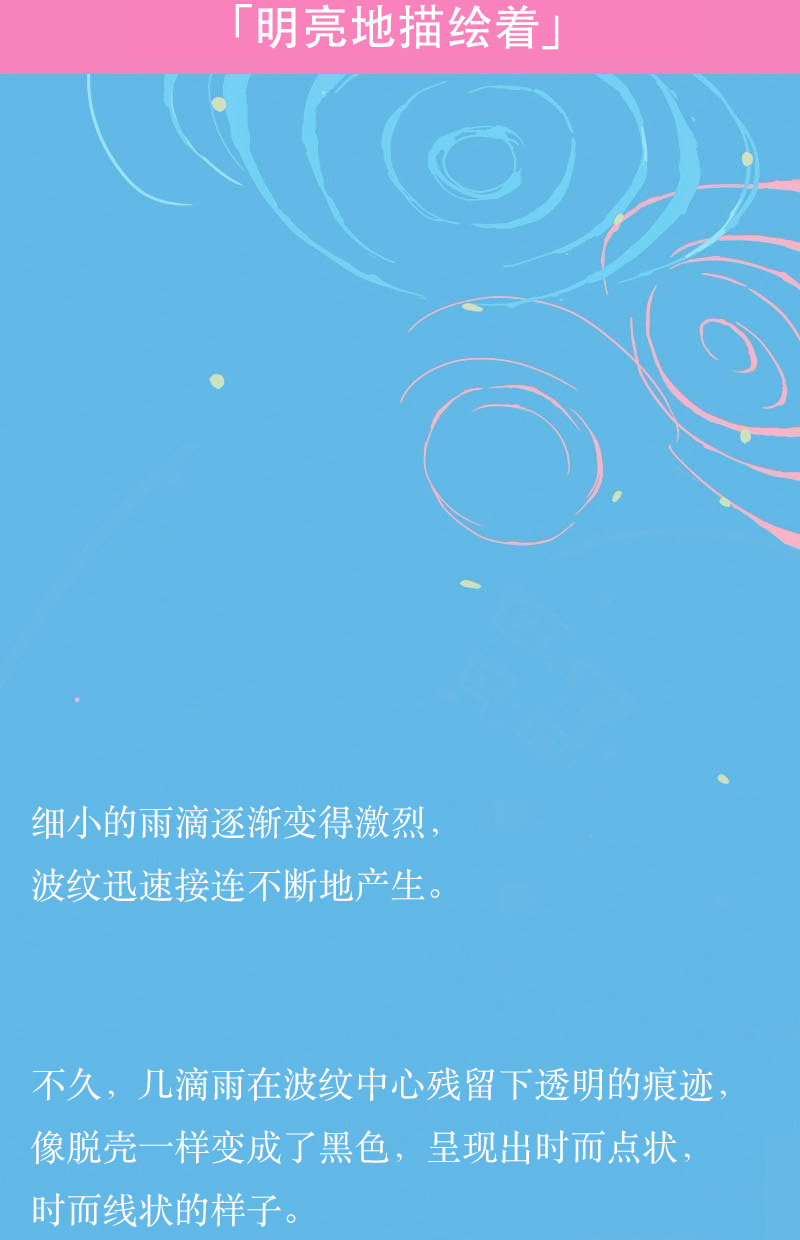 「明亮地描绘着」
细小的雨滴逐渐变得激烈，
波纹迅速接连不断地产生。
不久，几滴雨在波纹中心残留下透明的痕迹，
像脱壳一样变成了黑色，呈现出时而点状，
时而线状的样子。